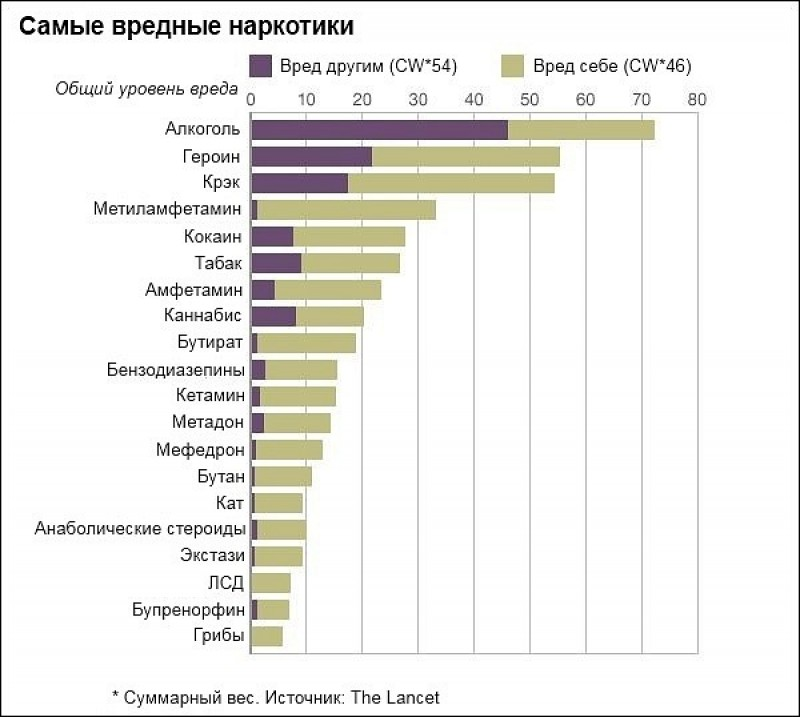 Самые вредные наркотики
Вред другим (CW*54) Вред себе (CW*46)
Общий уровень вреда
0 10 20 30 40 50 60 70 80
Алкоголь
Героин
Крэк
Метиламфетамин
Кокаин
Табак
Амфетамин
Каннабис
Бутират
Бензодиазепины
Кетамин
Метадон
Мефедрон
Бутан
Кат
Анаболические стероиды
Экстази
ЛСД
Бупренорфин
Грибы
* Суммарный вес. Источник: The Lancet